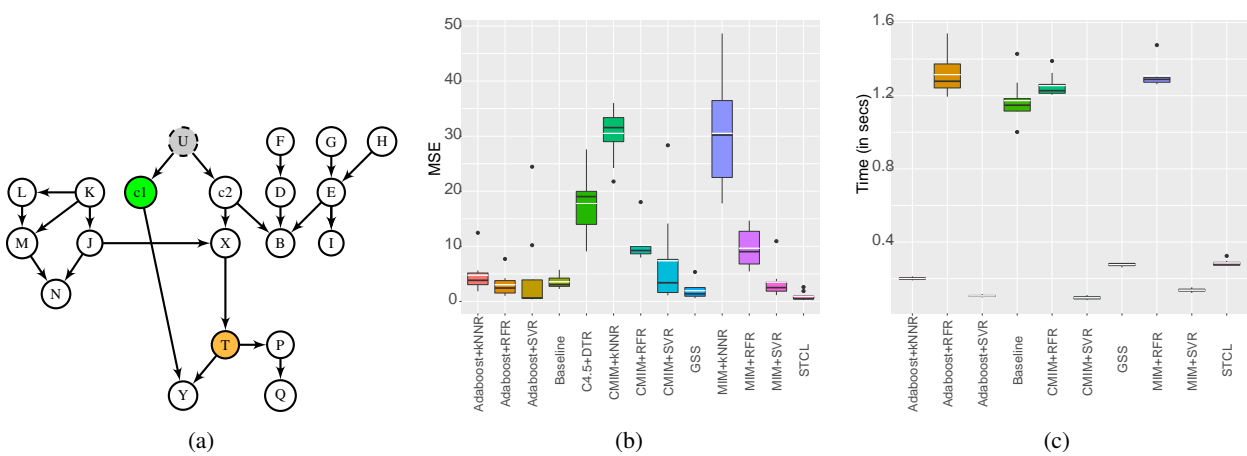 U
F
G
H
L
K
c1
c2
D
E
M
J
X
B
I
N
T
P
Y
Q
(a)
MSE
50
40
30
20
10
0
Adaboost+kNNR
Adaboost+RFR
Adaboost+SVR
Baseline
C4.5+DTR
CMIM+kNNR
CMIM+RFR
CMIM+SVR
GSS
MIM+kNNR
MIM+RFR
MIM+SVR
STCL
(b)
Time (in secs)
1.6
1.2
0.8
0.4
Adaboost+kNNR
Adaboost+RFR
Adaboost+SVR
Baseline
CMIM+RFR
CMIM+SVR
GSS
MIM+RFR
MIM+SVR
STCL
(c)